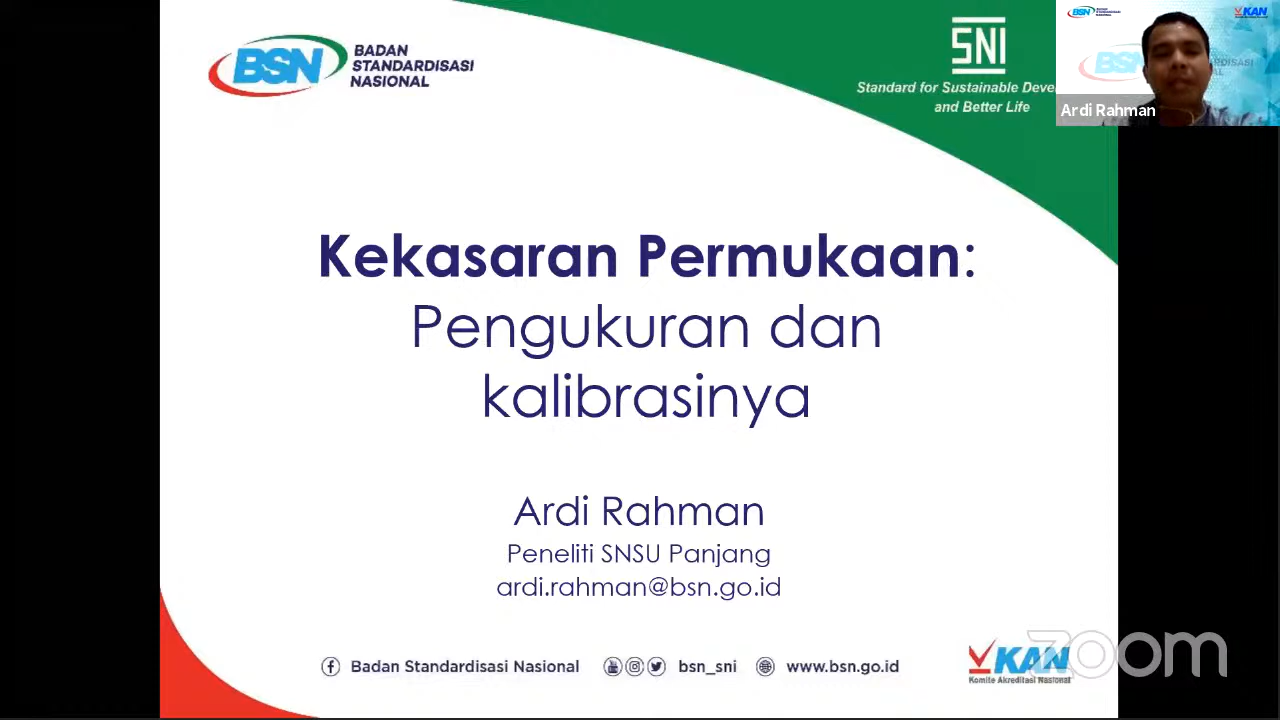 BSN
BADAN
STANDARDISASI
NASIONAL
SNI
Standard for Sustainable Deve
and Better Life
BSN
KAN
Ardi Rahman
Kekasaran Permukaan:
Pengukuran dan
kalibrasinya
Ardi Rahman
Peneliti SNSU Panjang
ardi.rahman@bsn.go.id
Badan Standardisasi Nasional
bsn_sni
www.bsn.go.id
KAN
Komite Akreditasi Nasional
zoom